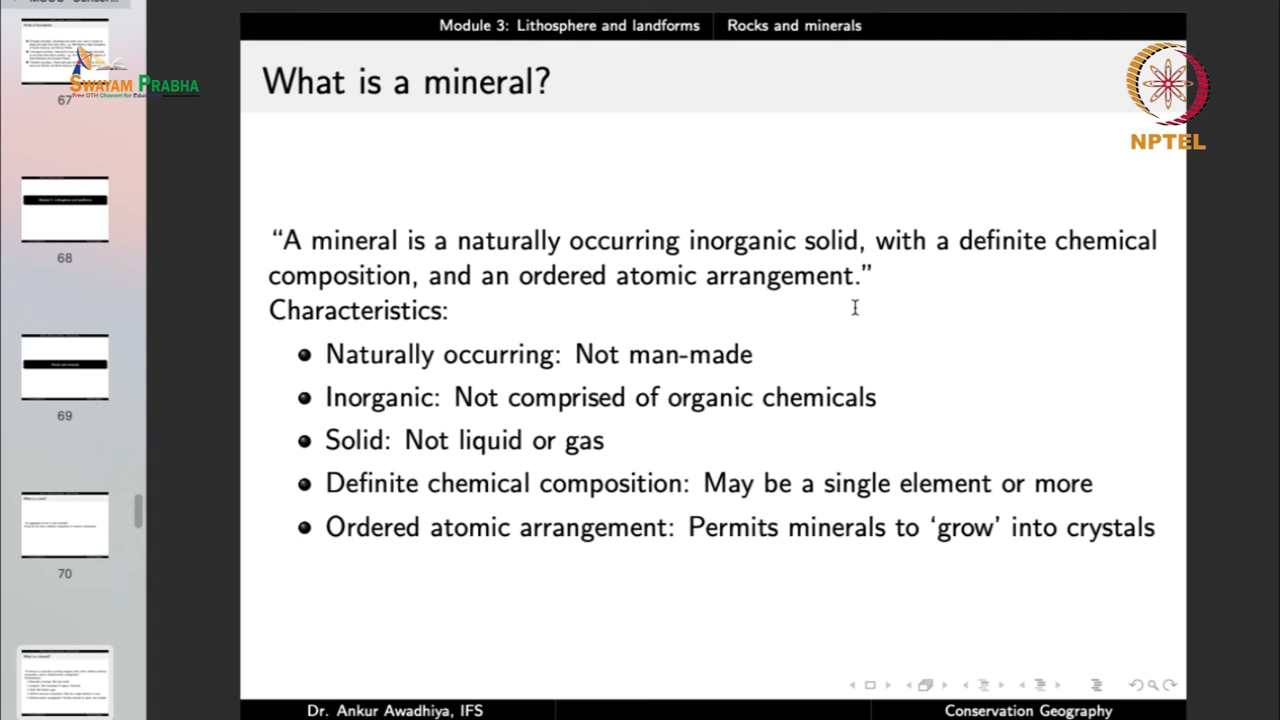 Module 3: Lithosphere and landforms Rocks and minerals
What is a mineral?
SWAYAM PRABHA
67
NPTEL
"A mineral is a naturally occurring inorganic solid, with a definite chemical
composition, and an ordered atomic arrangement."
Characteristics:
Naturally occurring: Not man-made
Inorganic: Not comprised of organic chemicals
Solid: Not liquid or gas
Definite chemical composition: May be a single element or more
Ordered atomic arrangement: Permits minerals to ‘grow’ into crystals
68
69
70
Dr. Ankur Awadhiya, IFS Conservation Geography